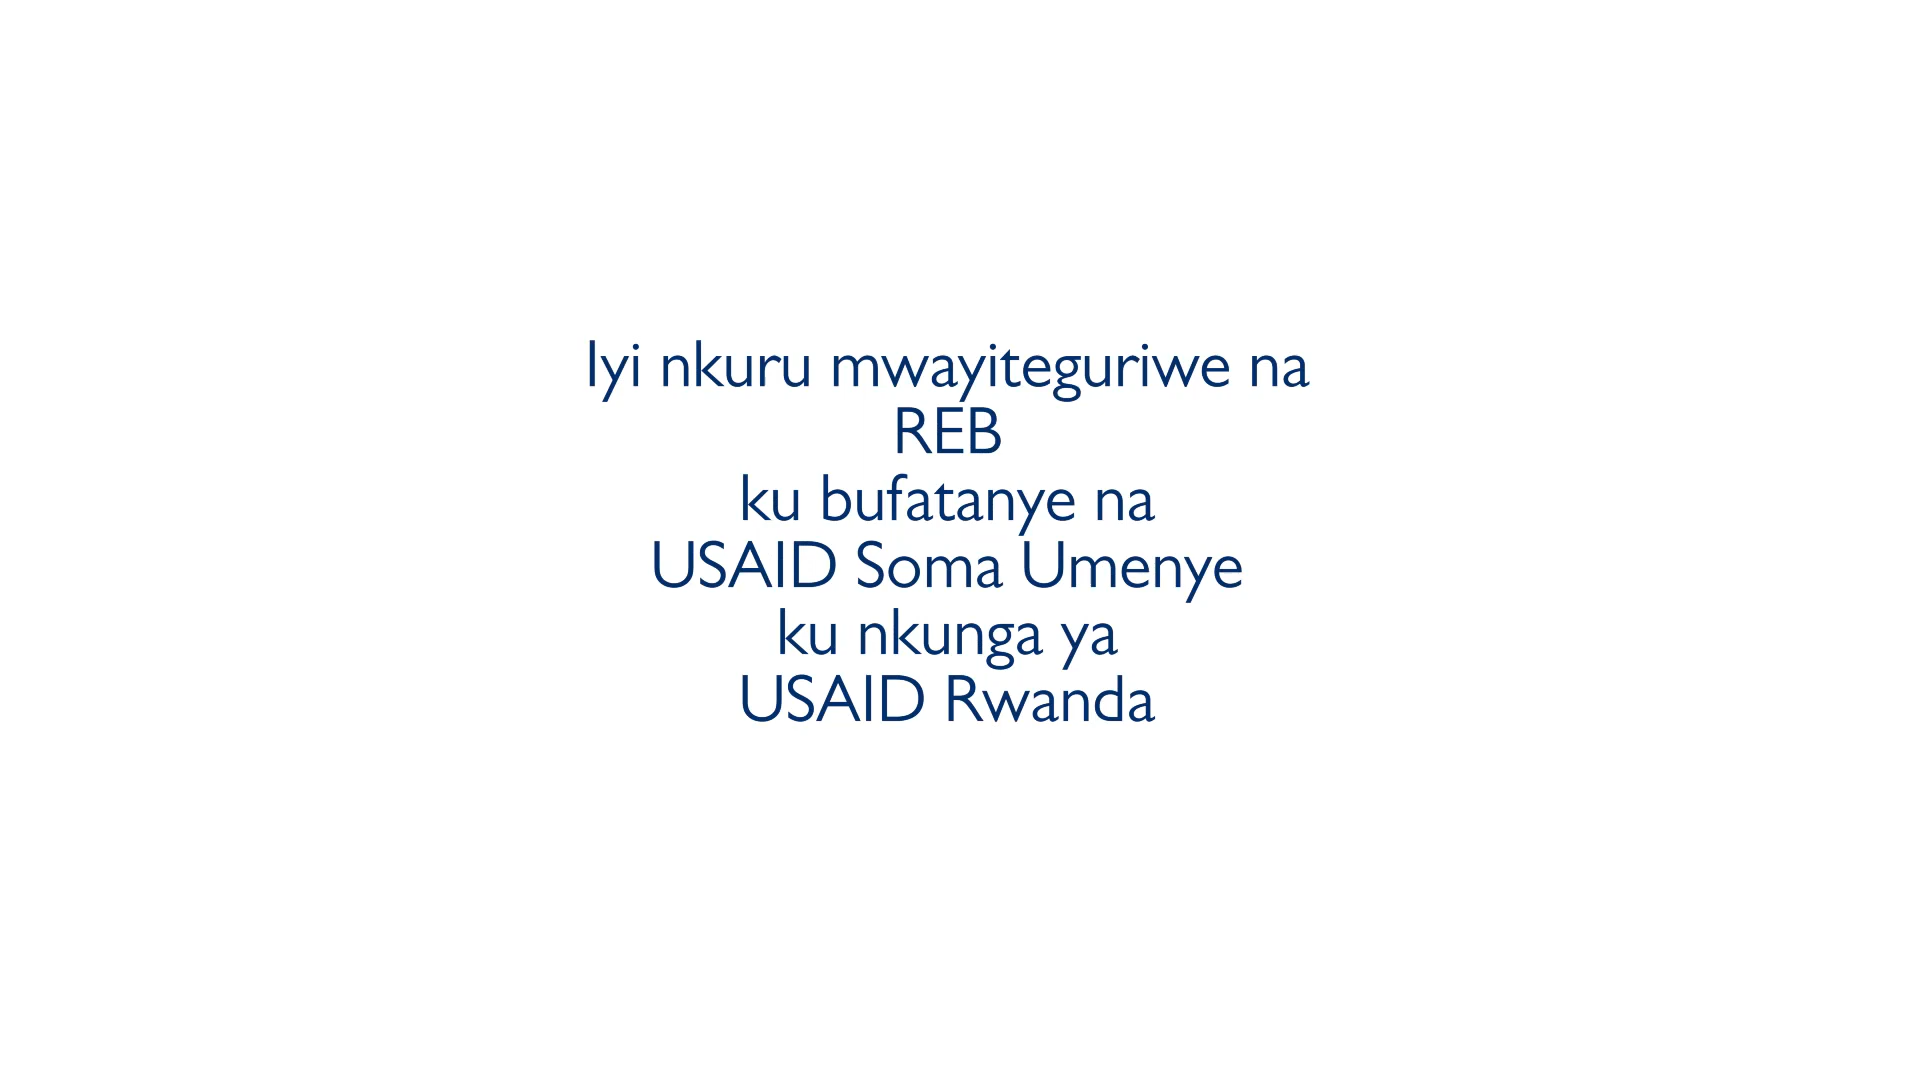 Iyi nkuru mwayiteguriwe na
REB
ku bufatanye na
USAID Soma Umenye
ku nkunga ya
USAID Rwanda